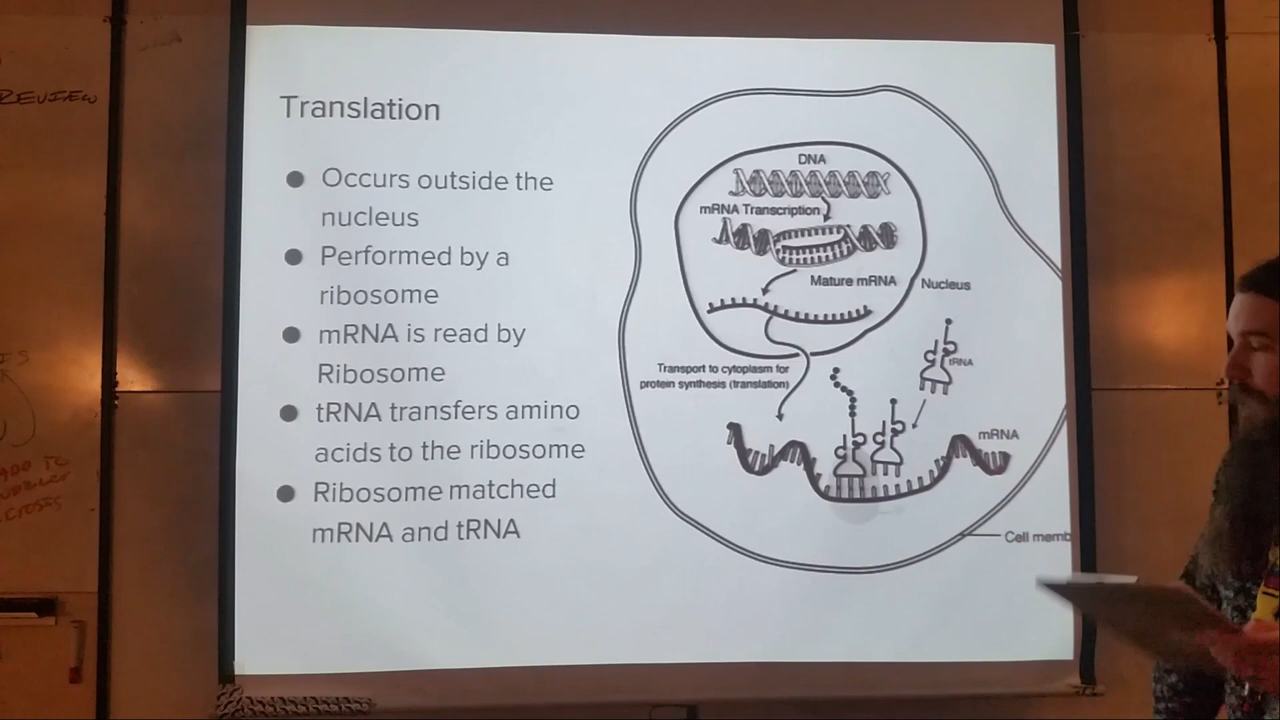 REVIEW
Translation
● Occurs outside the
nucleus
● Performed by a
ribosome
● mRNA is read by
Ribosome
● tRNA transfers amino
acids to the ribosome
● Ribosome matched
mRNA and tRNA
DNA
mRNA Transcription
Mature mRNA
Nucleus
tRNA
Transport to cytoplasm for
protein synthesis (translation)
mRNA
Cell memb